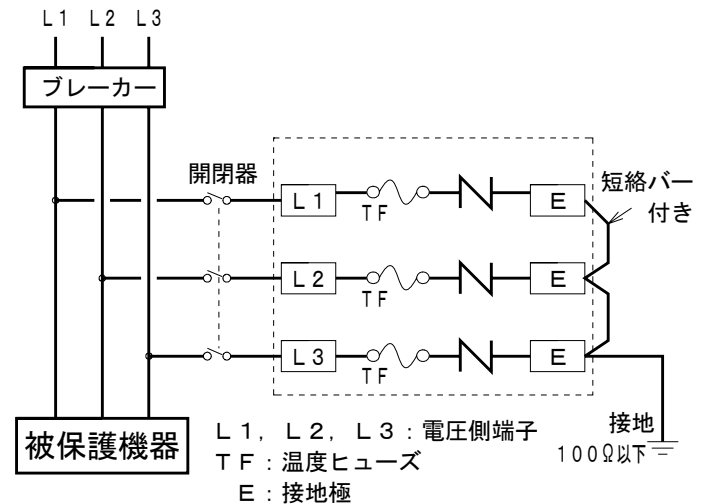 Ｌ1 Ｌ2 Ｌ3
ブレーカー
開閉器
Ｌ1
ＴＦ
Ｅ
短絡バー
付き
Ｌ2
ＴＦ
Ｅ
Ｌ3
ＴＦ
Ｅ
被保護機器
Ｌ１，Ｌ２，Ｌ３：電圧側端子
ＴＦ：温度ヒューズ
Ｅ：接地極
接地
100Ω以下